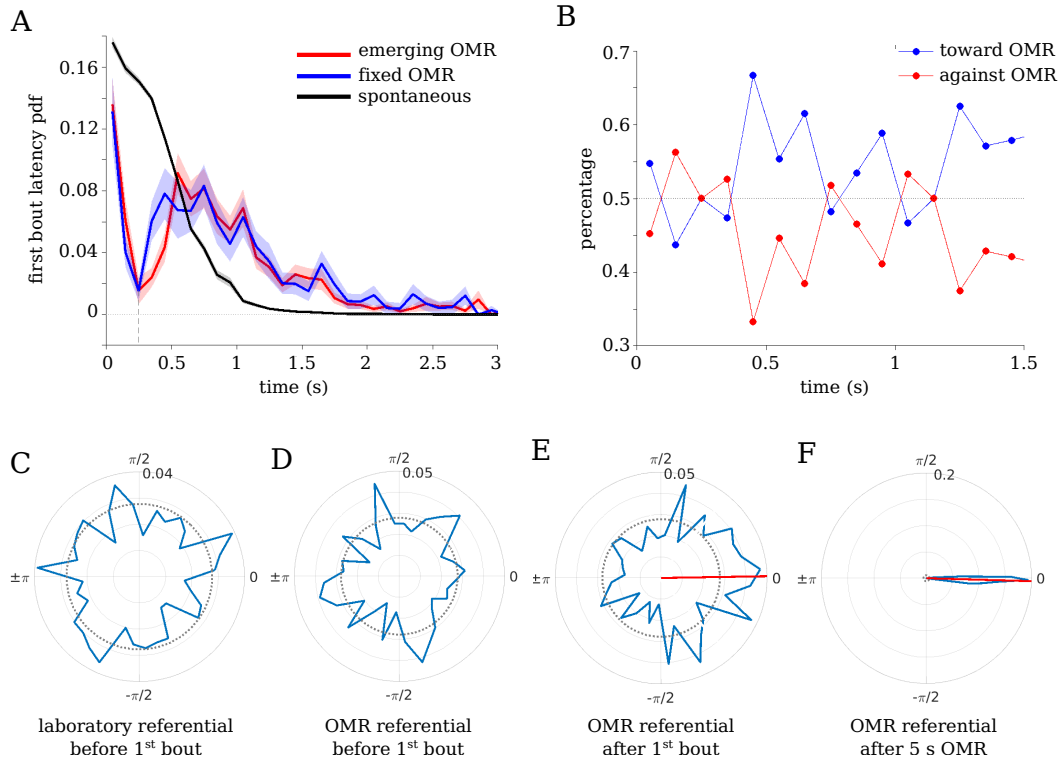 A
first bout latency pdf
0.16
0.12
0.08
0.04
0
0
0.5
1
1.5
2
2.5
3
time (s)
emerging OMR
fixed OMR
spontaneous
B
percentage
0.7
0.6
0.5
0.4
0.3
0
0.5
1
1.5
time (s)
toward OMR
against OMR
C
π/2
0.04
±π
0
-π/2
laboratory referential
before 1st bout
D
π/2
0.05
±π
0
-π/2
OMR referential
before 1st bout
E
π/2
0.05
±π
0
-π/2
OMR referential
after 1st bout
F
π/2
0.2
±π
0
-π/2
OMR referential
after 5 s OMR